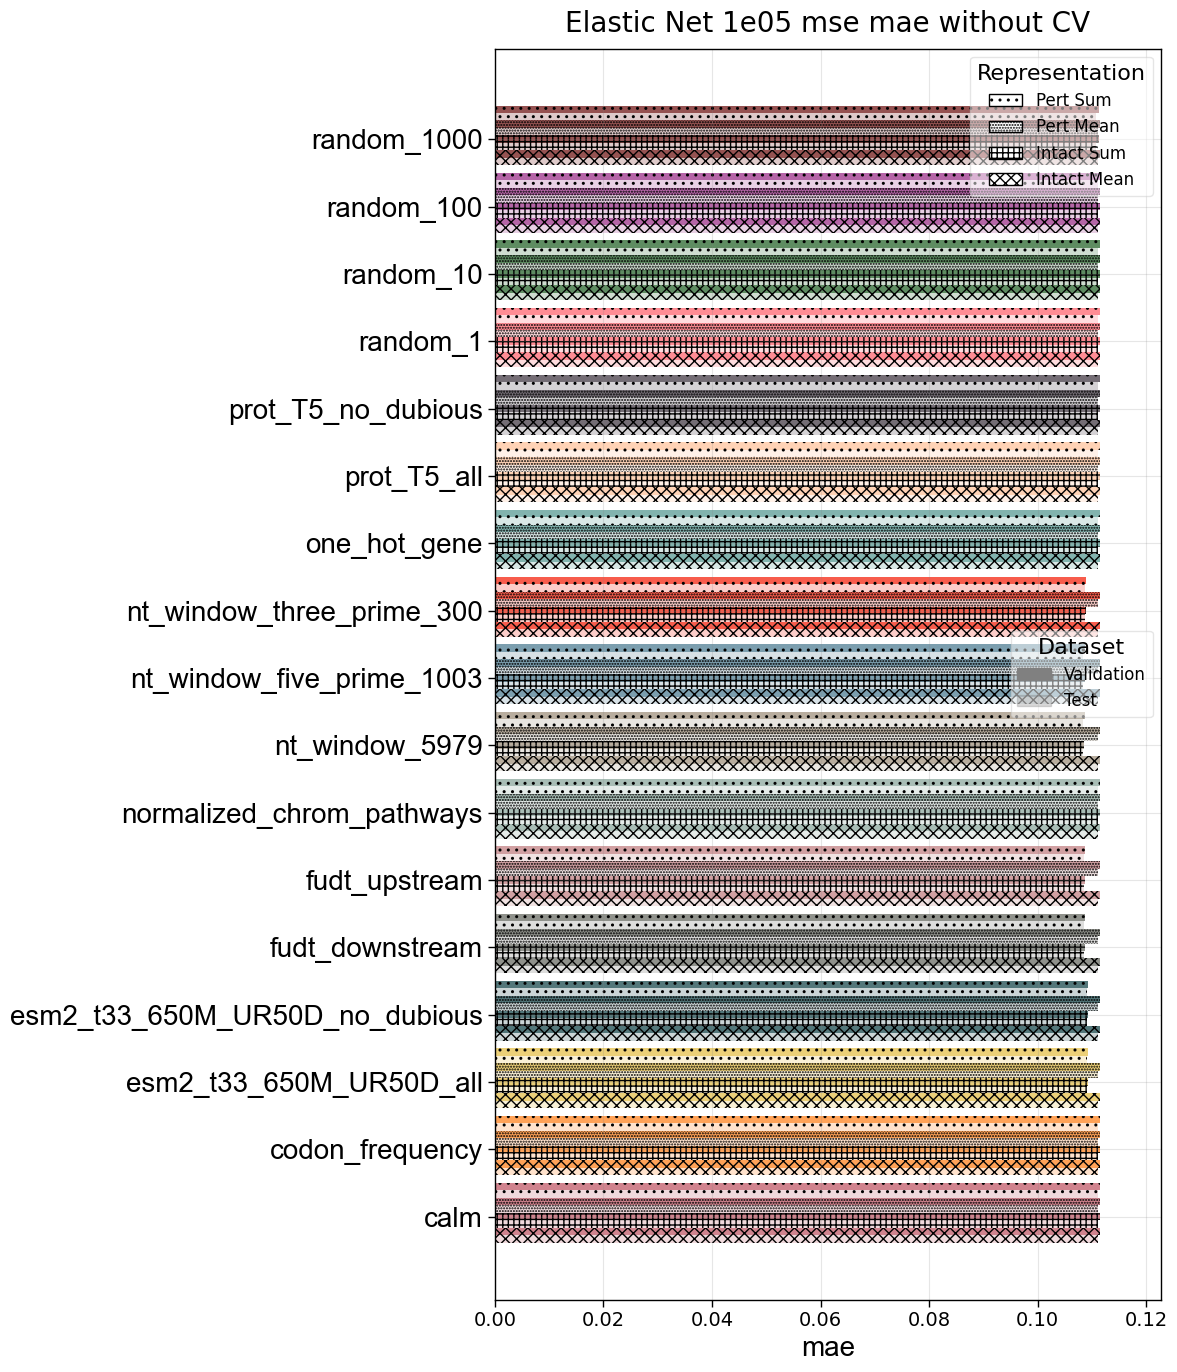 Elastic Net 1e05 mse mae without CV
Representation
Pert Sum
Pert Mean
Intact Sum
Intact Mean
random_1000
random_100
random_10
random_1
prot_T5_no_dubious
prot_T5_all
one_hot_gene
nt_window_three_prime_300
nt_window_five_prime_1003
nt_window_5979
normalized_chrom_pathways
fudt_upstream
fudt_downstream
esm2_t33_650M_UR50D_no_dubious
esm2_t33_650M_UR50D_all
codon_frequency
calm
Dataset
Validation
Test
0.00 0.02 0.04 0.06 0.08 0.10 0.12
mae